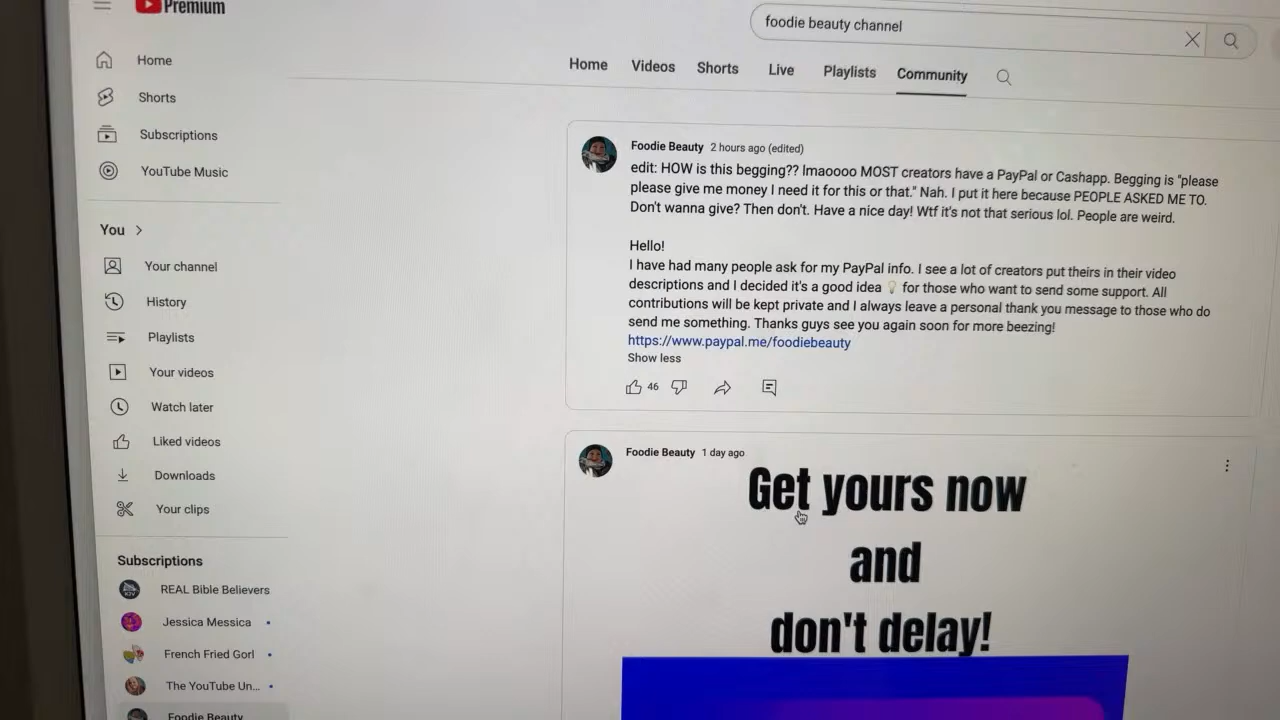 Premium
foodie beauty channel
Home
Shorts
Subscriptions
YouTube Music
You
Your channel
History
Playlists
Your videos
Watch later
Liked videos
Downloads
Your clips
Subscriptions
REAL Bible Believers
Jessica Messica
French Fried Gorl
The YouTube Un...
Foodie Beauty
Home Videos Shorts Live Playlists Community
Foodie Beauty 2 hours ago (edited)
edit: HOW is this begging?? lmaoooo MOST creators have a PayPal or Cashapp. Begging is "please
please give me money I need it for this or that." Nah. I put it here because PEOPLE ASKED ME TO.
Don't wanna give? Then don't. Have a nice day! Wtf it's not that serious lol. People are weird.
Hello!
I have had many people ask for my PayPal info. I see a lot of creators put theirs in their video
descriptions and I decided it's a good idea 💡 for those who want to send some support. All
contributions will be kept private and I always leave a personal thank you message to those who do
send me something. Thanks guys see you again soon for more beezing!
https://www.paypal.me/foodiebeauty
Show less
46
Foodie Beauty 1 day ago
Get yours now
and
don't delay!